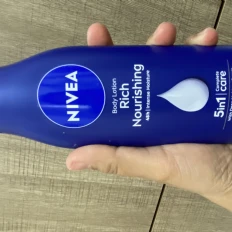 NIVEA
Body Lotion
Rich
Nourishing
48h | Intense Moisture
5in1
Complete
care